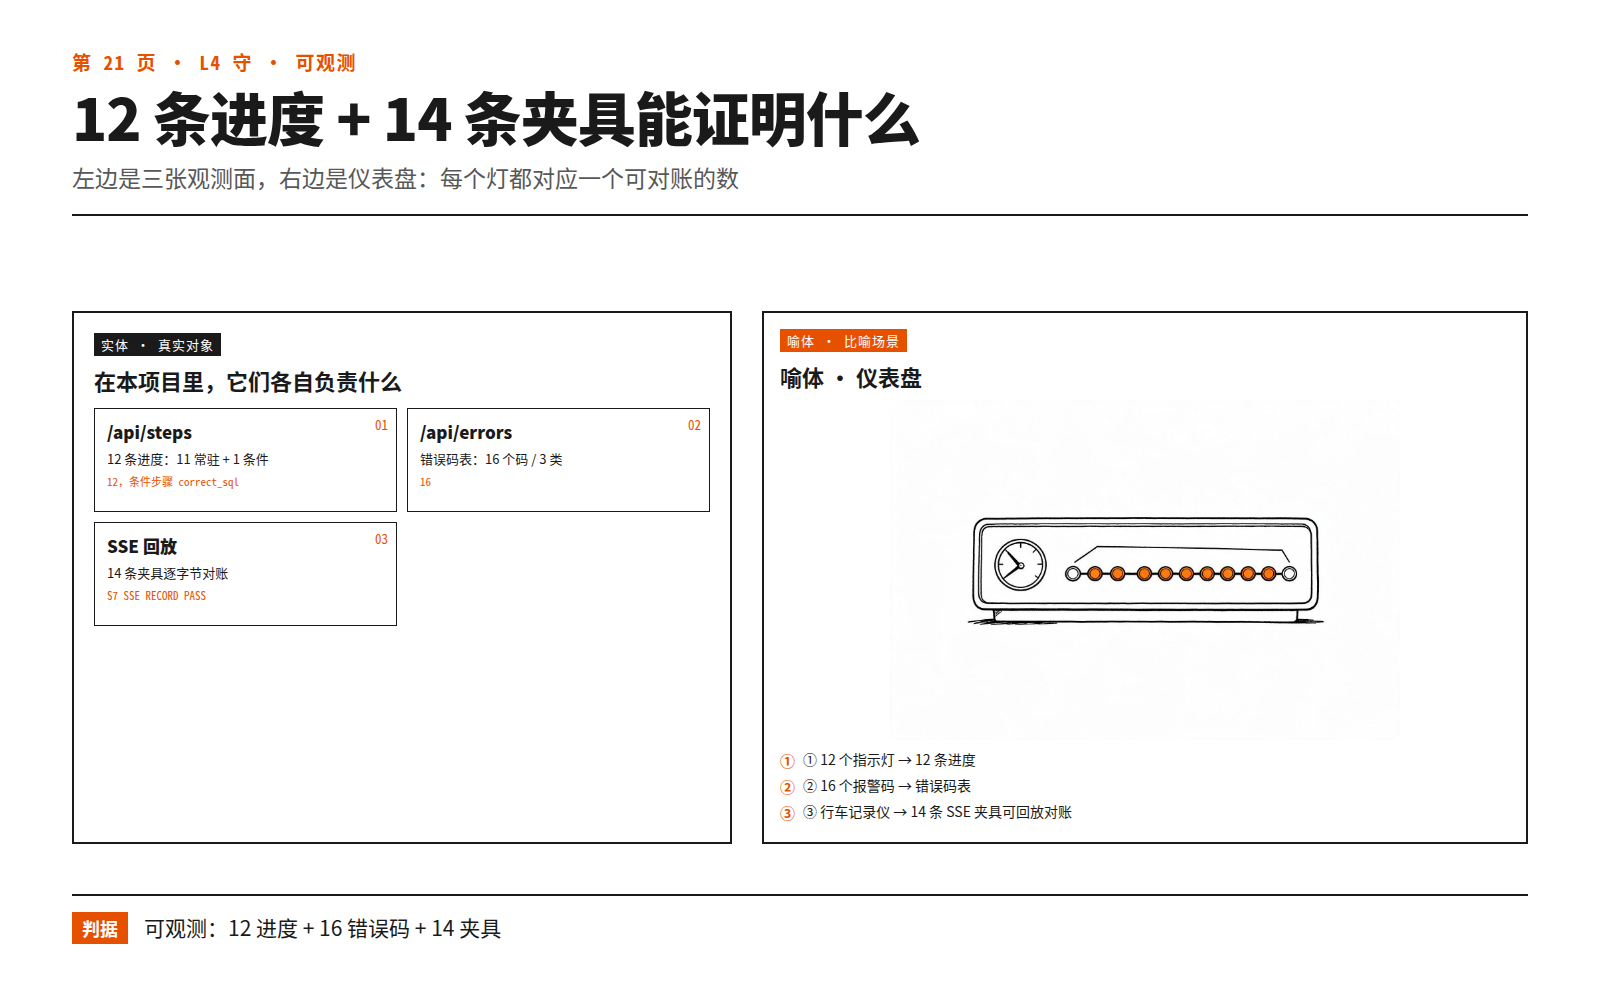 第 21 页 · L4 守 · 可观测
12 条进度 + 14 条夹具能证明什么
左边是三张观测面，右边是仪表盘：每个灯都对应一个可对账的数
实体 · 真实对象
在本项目里，它们各自负责什么
/api/steps
01
12 条进度：11 常驻 + 1 条件
12，条件步骤 correct_sql
/api/errors
02
错误码表：16 个码 / 3 类
16
SSE 回放
03
14 条夹具逐字节对账
S7 SSE RECORD PASS
喻体 · 比喻场景
喻体 · 仪表盘
① ① 12 个指示灯 → 12 条进度
② ② 16 个报警码 → 错误码表
③ ③ 行车记录仪 → 14 条 SSE 夹具可回放对账
判据 可观测：12 进度 + 16 错误码 + 14 夹具